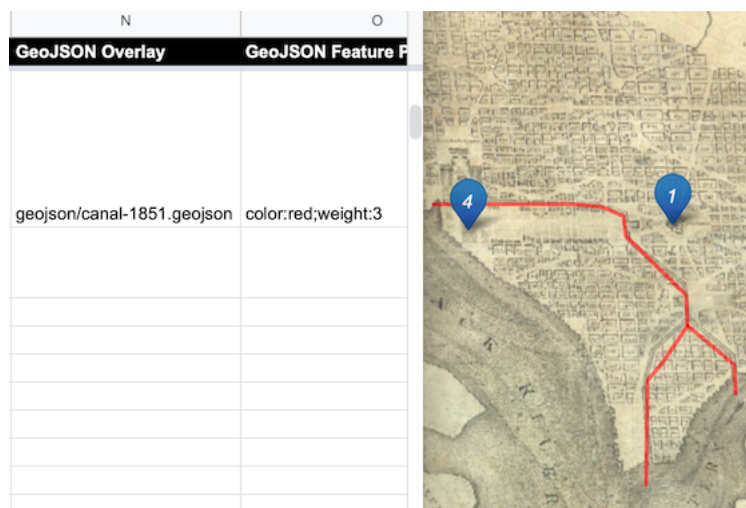 N O
GeoJSON Overlay GeoJSON Feature P
geojson/canal-1851.geojson color:red;weight:3
4
1